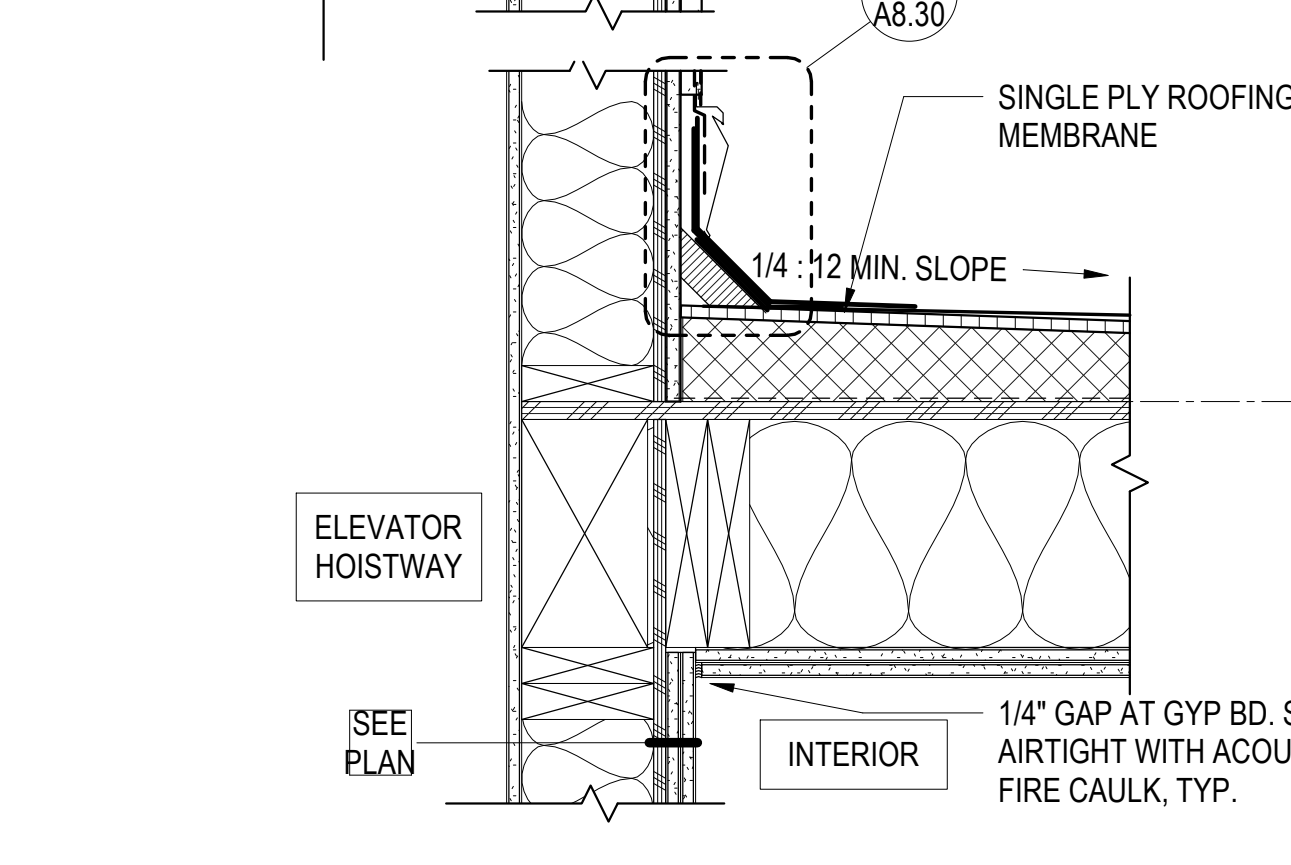 A8.30
SINGLE PLY ROOFING
MEMBRANE
1/4 : 12 MIN. SLOPE
ELEVATOR
HOISTWAY
SEE
PLAN
INTERIOR
1/4" GAP AT GYP BD.
AIRTIGHT WITH
FIRE CAULK, TYP.